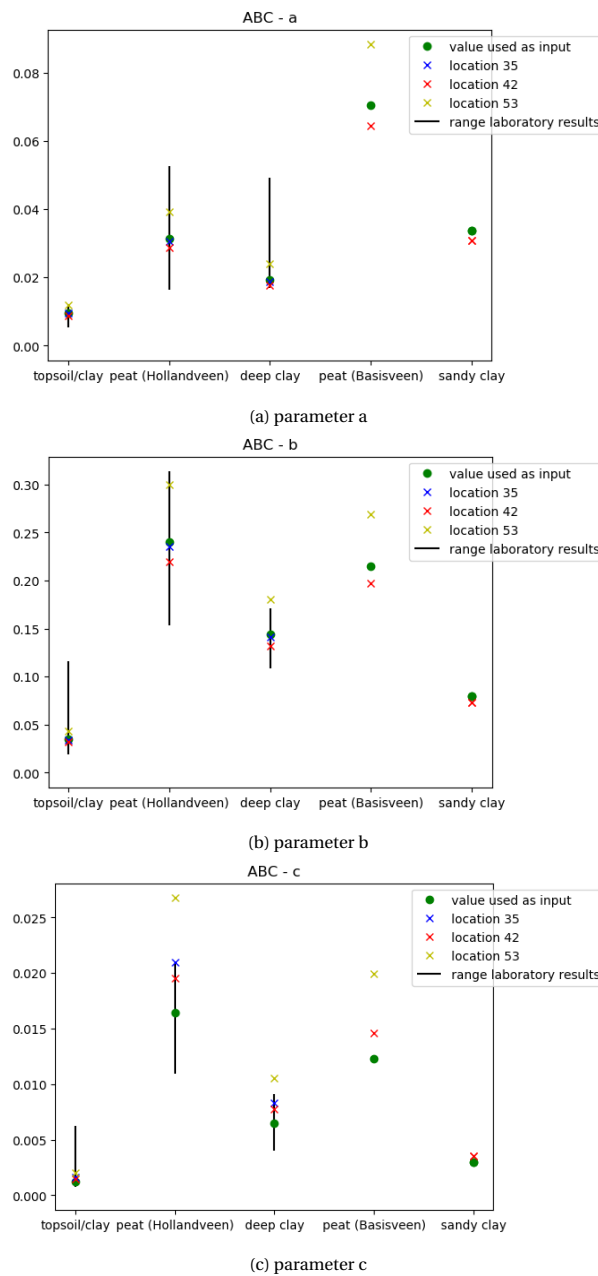 ABC - a
value used as input
location 35
location 42
location 53
range laboratory results
0.08
0.06
0.04
0.02
0.00
topsoil/clay peat (Hollandveen) deep clay peat (Basisveen) sandy clay
(a) parameter a
ABC - b
value used as input
location 35
location 42
location 53
range laboratory results
0.30
0.25
0.20
0.15
0.10
0.05
0.00
topsoil/clay peat (Hollandveen) deep clay peat (Basisveen) sandy clay
(b) parameter b
ABC - c
value used as input
location 35
location 42
location 53
range laboratory results
0.025
0.020
0.015
0.010
0.005
0.000
topsoil/clay peat (Hollandveen) deep clay peat (Basisveen) sandy clay
(c) parameter c